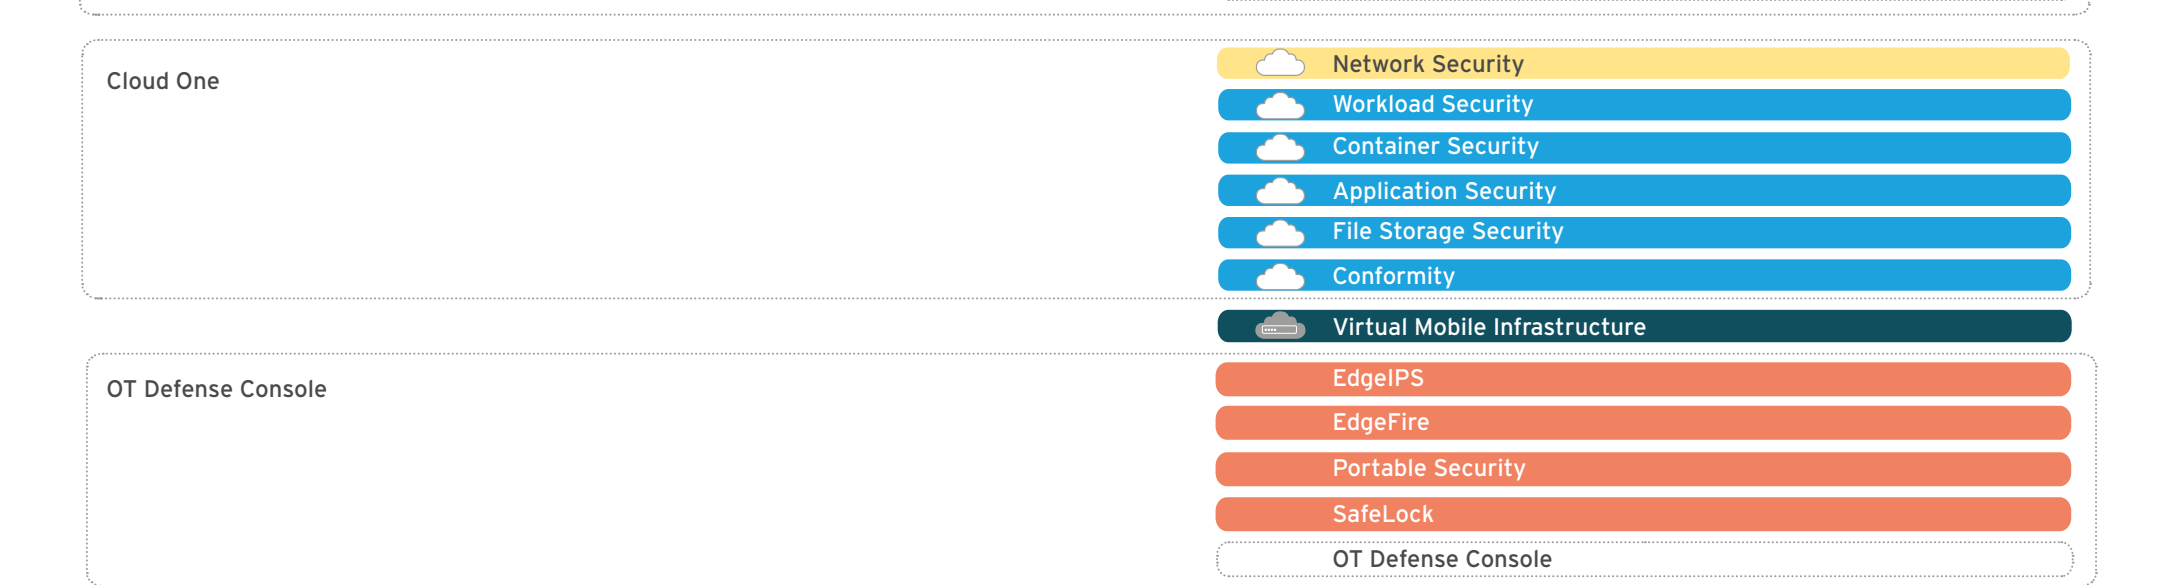 Cloud One
Network Security
Workload Security
Container Security
Application Security
File Storage Security
Conformity
Virtual Mobile Infrastructure
OT Defense Console
EdgeIPS
EdgeFire
Portable Security
SafeLock
OT Defense Console